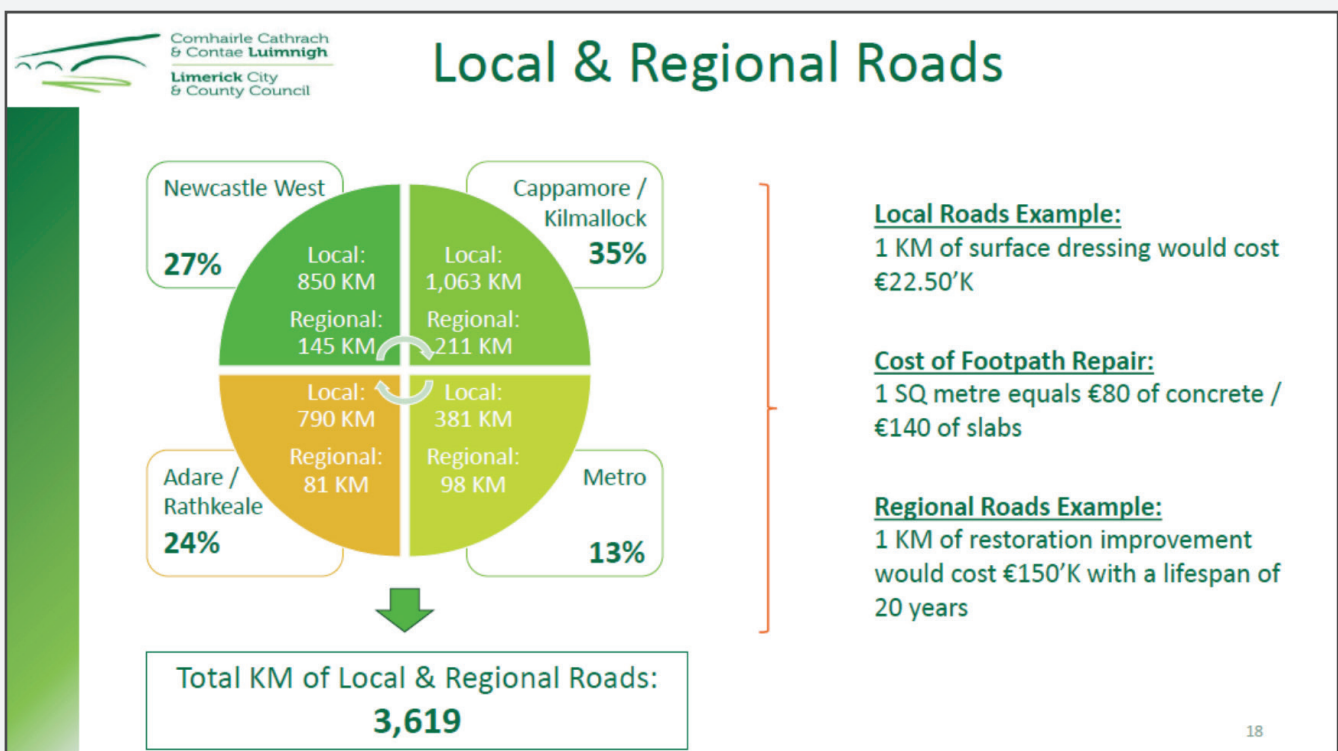 Comhairle Cathrach
& Contae Luimnigh
Limerick City
& County Council
Local & Regional Roads
Newcastle West
27%
Local:
850 KM
Regional:
145 KM
Cappamore /
Kilmallock
35%
Local:
1,063 KM
Regional:
211 KM
Adare /
Rathkeale
24%
Local:
790 KM
Regional:
81 KM
Metro
13%
Local:
381 KM
Regional:
98 KM
Total KM of Local & Regional Roads:
3,619
Local Roads Example:
1 KM of surface dressing would cost
€22.50’K
Cost of Footpath Repair:
1 SQ metre equals €80 of concrete /
€140 of slabs
Regional Roads Example:
1 KM of restoration improvement
would cost €150’K with a lifespan of
20 years
18